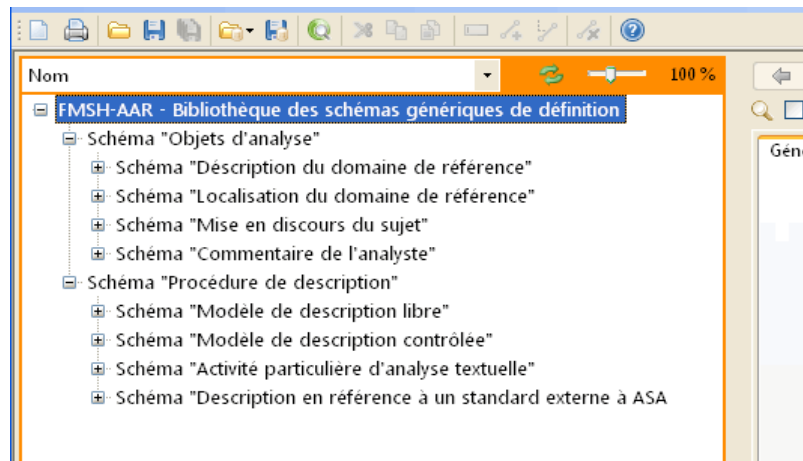 Nom
100 %
FMSH-AAR - Bibliothèque des schémas génériques de définition
Schéma "Objets d'analyse"
Schéma "Déscription du domaine de référence"
Schéma "Localisation du domaine de référence"
Schéma "Mise en discours du sujet"
Schéma "Commentaire de l'analyste"
Schéma "Procédure de description"
Schéma "Modèle de description libre"
Schéma "Modèle de description contrôlée"
Schéma "Activité particulière d'analyse textuelle"
Schéma "Description en référence à un standard externe à ASA